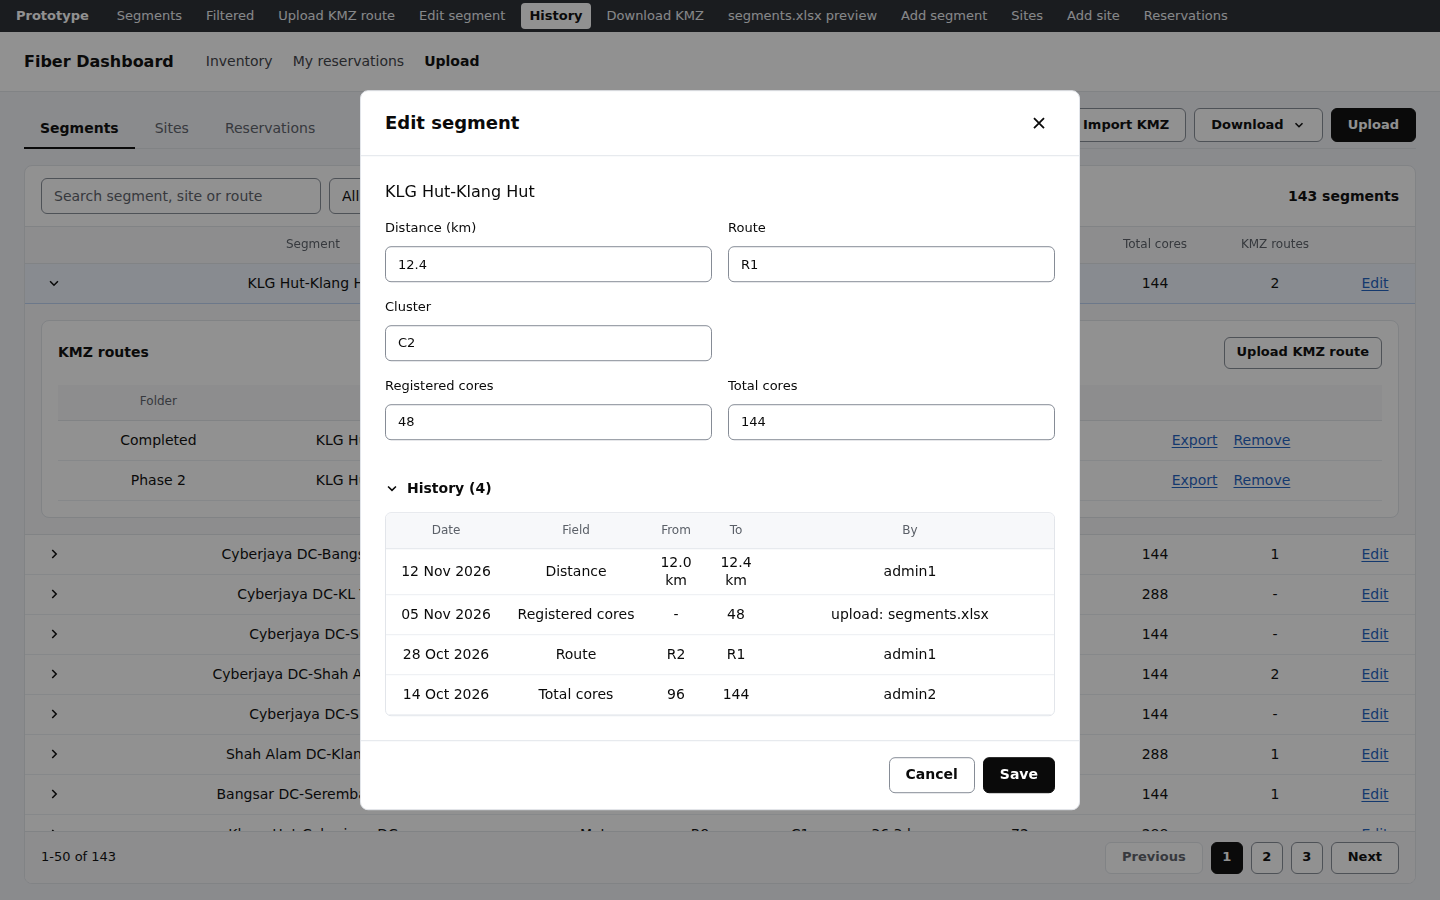 Prototype Segments Filtered Upload KMZ route Edit segment History Download KMZ segments.xlsx preview Add segment Sites Add site Reservations
Fiber Dashboard Inventory My reservations Upload
Segments Sites Reservations Import KMZ Download Upload
Edit segment
Search segment, site or route All 143 segments
KLG Hut-Klang Hut
Distance (km) Route
12.4 R1
Cluster
C2
Registered cores Total cores
48 144
History (4)
Date Field From To By
12 Nov 2026 Distance 12.0 km 12.4 km admin1
05 Nov 2026 Registered cores - 48 upload: segments.xlsx
28 Oct 2026 Route R2 R1 admin1
14 Oct 2026 Total cores 96 144 admin2
Cancel Save
Segment Total cores KMZ routes
KLG Hut-Klang 144 2 Edit
KMZ routes Upload KMZ route
Folder
Completed KLG Export Remove
Phase 2 KLG Export Remove
Cyberjaya 144 1 Edit
Cyberjaya DC-KL 288 - Edit
Cyberjaya 144 - Edit
Cyberjaya DC-Shah 144 2 Edit
Cyberjaya 144 - Edit
Shah Alam 288 1 Edit
Bangsar 144 1 Edit
1-50 of 143 Previous 1 2 3 Next